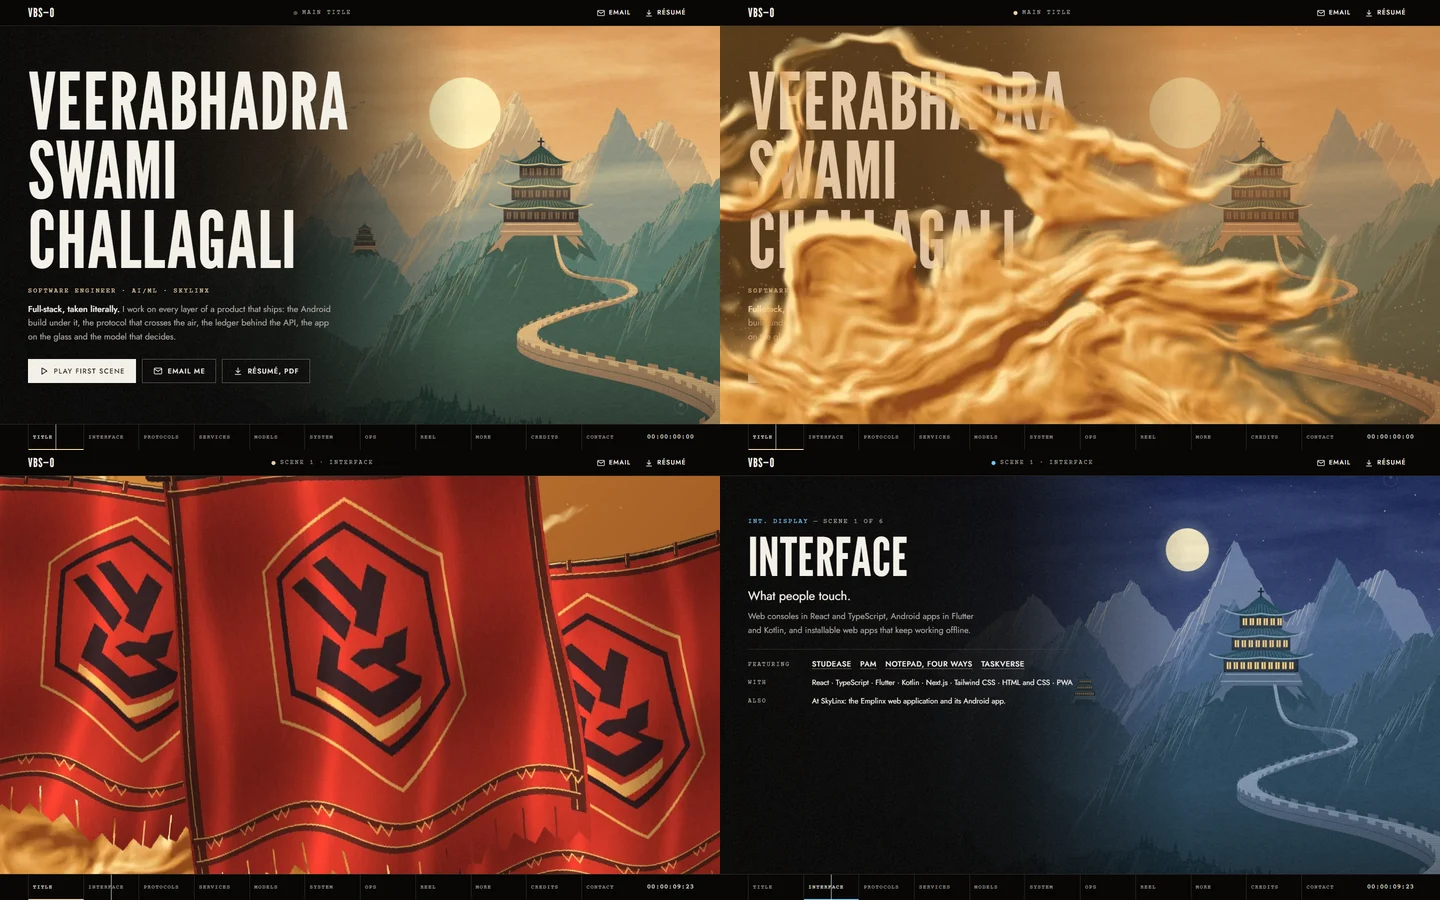 VBS—0
MAIN TITLE
EMAIL
RÉSUMÉ
VEERABHADRA
SWAMI
CHALLAGALI
SOFTWARE ENGINEER · AI/ML · SKYLINX
Full-stack, taken literally. I work on every layer of a product that ships: the Android
build under it, the protocol that crosses the air, the ledger behind the API, the app
on the glass and the model that decides.
PLAY FIRST SCENE
EMAIL ME
RÉSUMÉ, PDF
TITLE INTERFACE PROTOCOLS SERVICES MODELS SYSTEM OPS REEL MORE CREDITS CONTACT 00:00:00:00
VBS—0
MAIN TITLE
EMAIL
RÉSUMÉ
VEERABHADRA
SWAMI
CHALLAGALI
SOFTWARE
Full-stack,
TITLE INTERFACE PROTOCOLS SERVICES MODELS SYSTEM OPS REEL MORE CREDITS CONTACT 00:00:00:00
VBS—0
SCENE 1 · INTERFACE
EMAIL
RÉSUMÉ
TITLE INTERFACE PROTOCOLS SERVICES MODELS SYSTEM OPS REEL MORE CREDITS CONTACT 00:00:09:23
VBS—0
SCENE 1 · INTERFACE
EMAIL
RÉSUMÉ
INT. DISPLAY — SCENE 1 OF 6
INTERFACE
What people touch.
Web consoles in React and TypeScript, Android apps in Flutter
and Kotlin, and installable web apps that keep working offline.
FEATURING STUDEASE PAM NOTEPAD, FOUR WAYS TASKVERSE
WITH React · TypeScript · Flutter · Kotlin · Next.js · Tailwind CSS · HTML and CSS · PWA
ALSO At SkyLinx: the Emplinx web application and its Android app.
TITLE INTERFACE PROTOCOLS SERVICES MODELS SYSTEM OPS REEL MORE CREDITS CONTACT 00:00:09:23